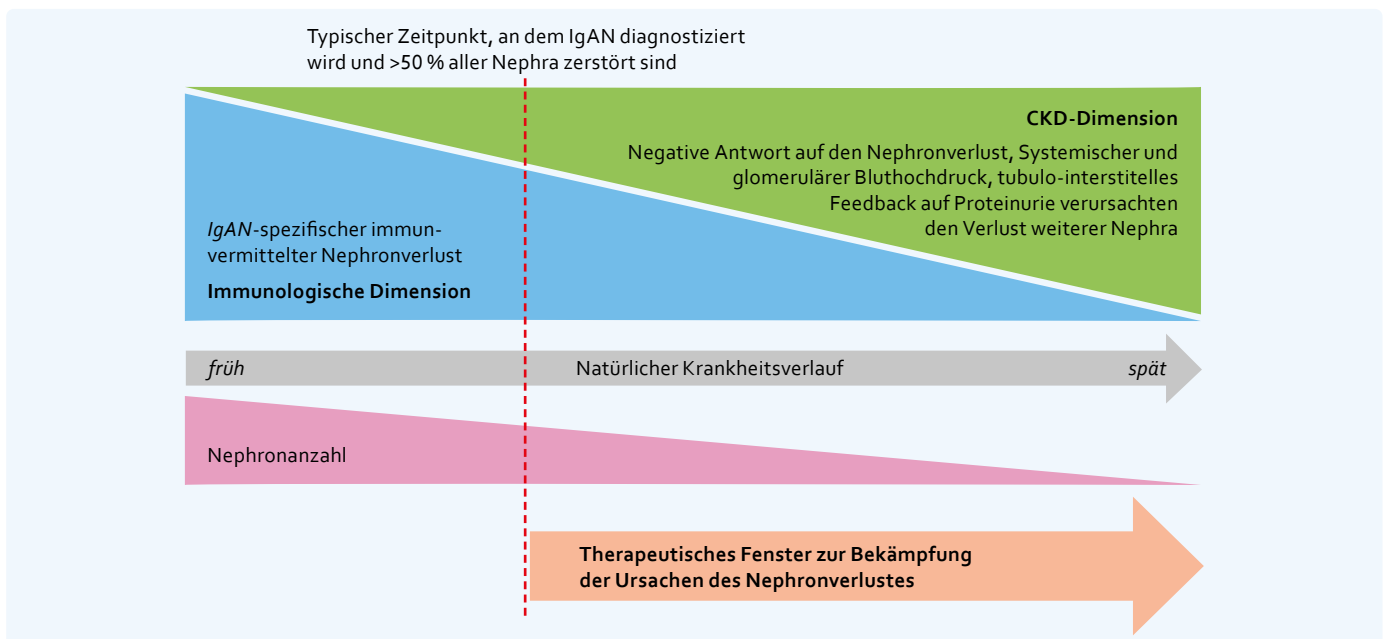 Typischer Zeitpunkt, an dem IgAN diagnostiziert
wird und >50 % aller Nephra zerstört sind
CKD-Dimension
Negative Antwort auf den Nephronverlust, Systemischer und
glomerulärer Bluthochdruck, tubulo-interstitelles
Feedback auf Proteinurie verursachten
den Verlust weiterer Nephra
IgAN-spezifischer immun-
vermittelter Nephronverlust
Immunologische Dimension
früh
Natürlicher Krankheitsverlauf
spät
Nephronanzahl
Therapeutisches Fenster zur Bekämpfung
der Ursachen des Nephronverlustes